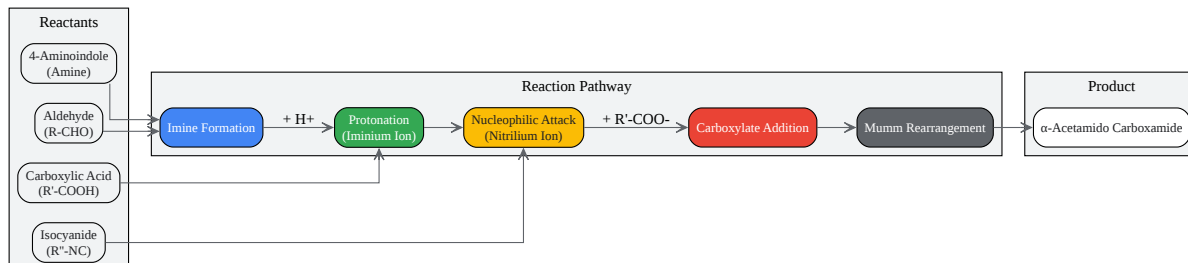 Reactants
4-Aminoindole
(Amine)
Aldehyde
(R-CHO)
Carboxylic Acid
(R'-COOH)
Isocyanide
(R''-NC)
Reaction Pathway
Imine Formation
+ H+
Protonation
(Iminium Ion)
Nucleophilic Attack
(Nitrilium Ion)
+ R'-COO-
Carboxylate Addition
Mumm Rearrangement
Product
α-Acetamido Carboxamide